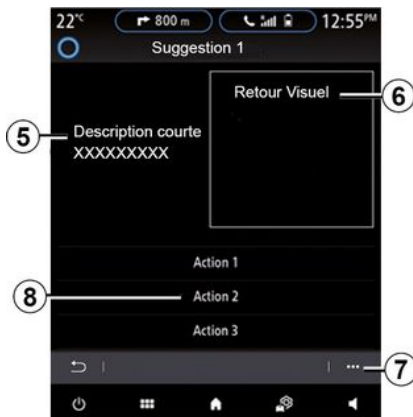 22°C 800 m 12:55PM
Suggestion 1
Retour Visuel
6
5
Description courte
XXXXXXXXX
Action 1
8
Action 2
Action 3
7